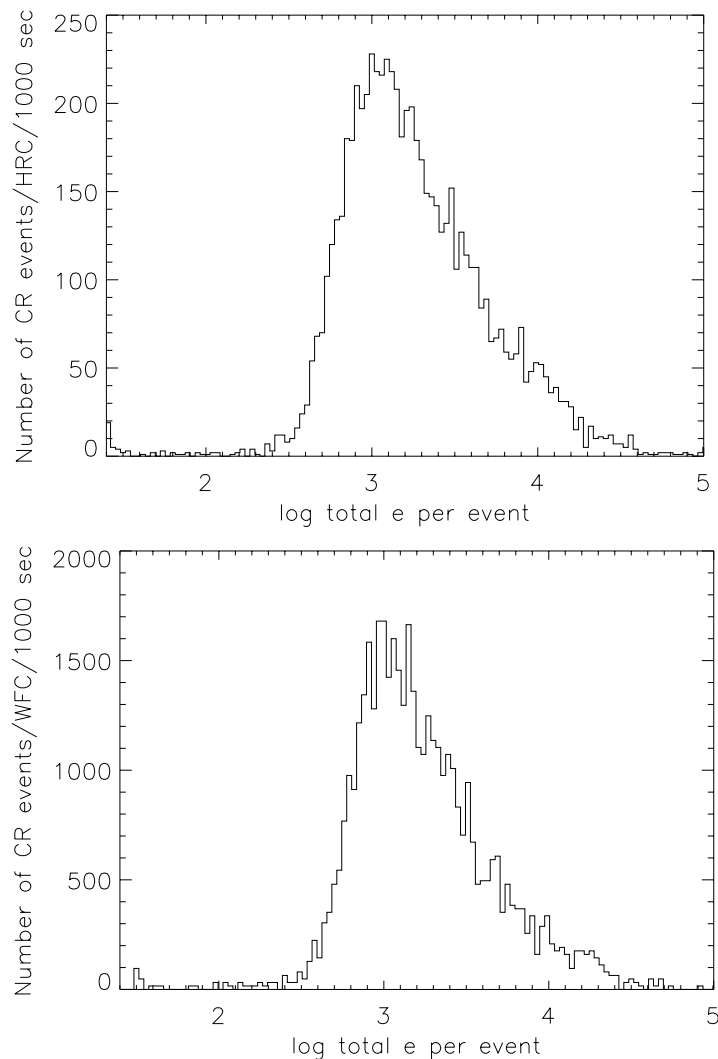 250
200
150
100
50
0
Number of CR events/HRC/1000 sec
2 3 4 5
log total e per event
2000
1500
1000
500
0
Number of CR events/WFC/1000 sec
2 3 4 5
log total e per event